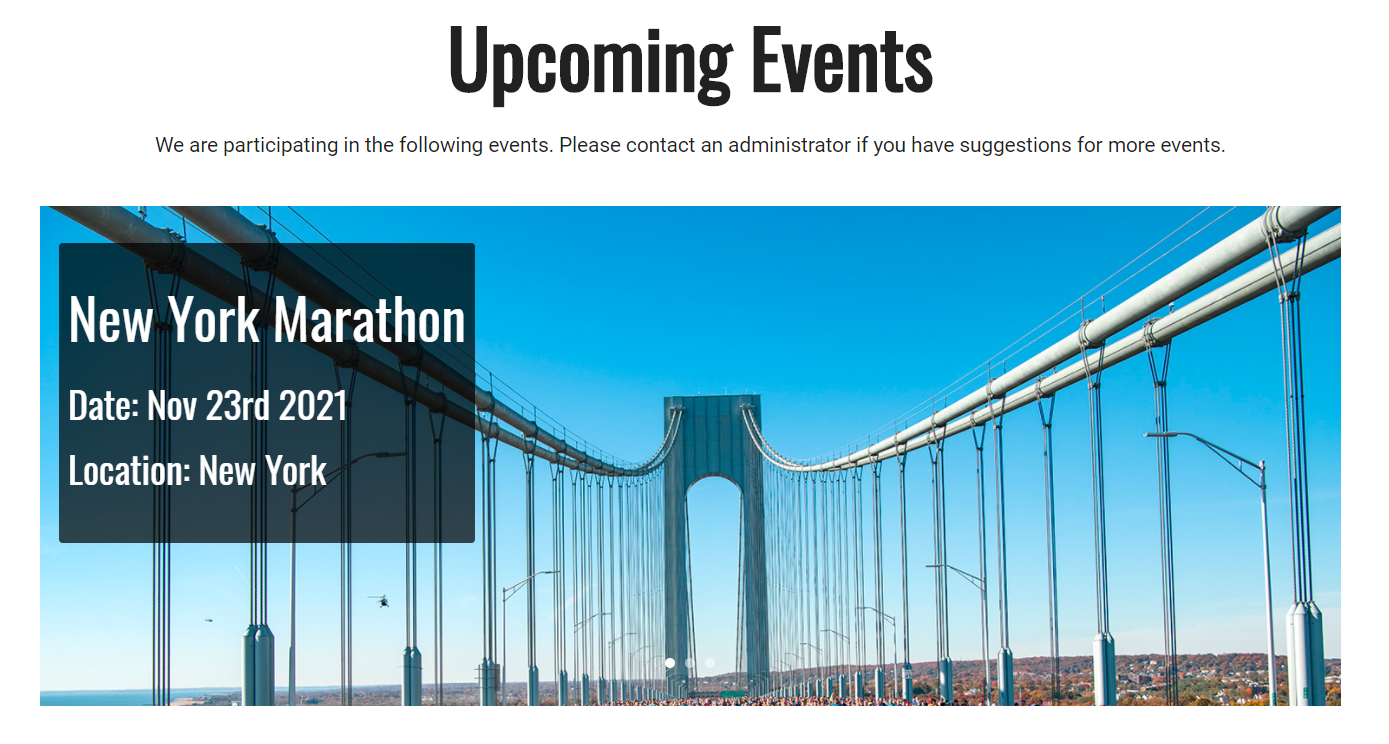 Upcoming Events
We are participating in the following events. Please contact an administrator if you have suggestions for more events.
New York Marathon
Date: Nov 23rd 2021
Location: New York